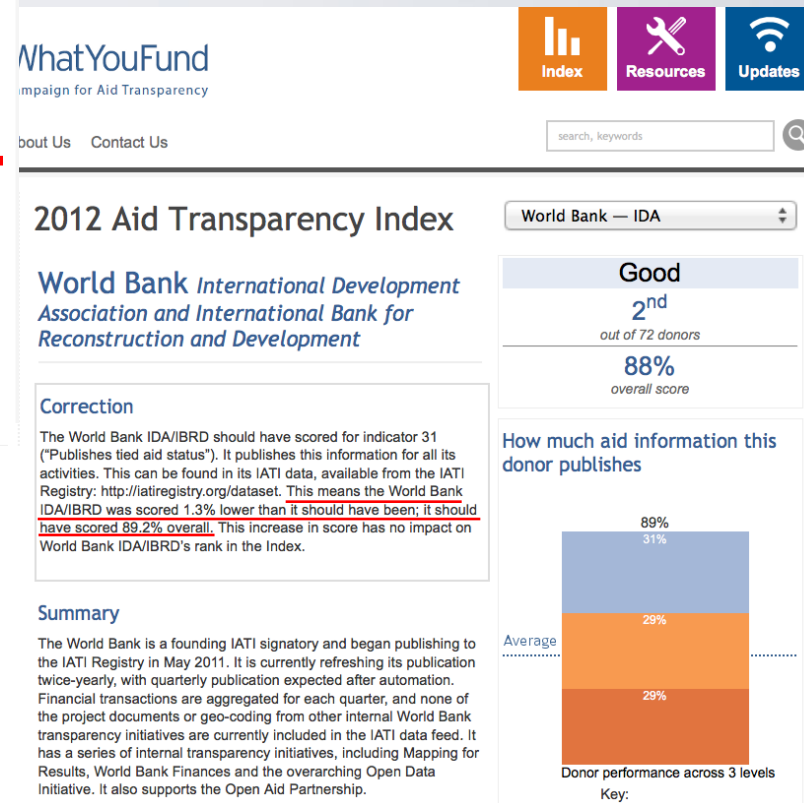 WhatYouFund
mpaign for Aid Transparency
Index
Resources
Updates
bout Us Contact Us
search, keywords
2012 Aid Transparency Index
World Bank — IDA
World Bank International Development
Association and International Bank for
Reconstruction and Development
Good
2nd
out of 72 donors
88%
overall score
Correction
The World Bank IDA/IBRD should have scored for indicator 31
("Publishes tied aid status"). It publishes this information for all its
activities. This can be found in its IATI data, available from the IATI
Registry: http://iatiregistry.org/dataset. This means the World Bank
IDA/IBRD was scored 1.3% lower than it should have been; it should
have scored 89.2% overall. This increase in score has no impact on
World Bank IDA/IBRD's rank in the Index.
Summary
The World Bank is a founding IATI signatory and began publishing to
the IATI Registry in May 2011. It is currently refreshing its publication
twice-yearly, with quarterly publication expected after automation.
Financial transactions are aggregated for each quarter, and none of
the project documents or geo-coding from other internal World Bank
transparency initiatives are currently included in the IATI data feed. It
has a series of internal transparency initiatives, including Mapping for
Results, World Bank Finances and the overarching Open Data
Initiative. It also supports the Open Aid Partnership.
How much aid information this
donor publishes
89%
31%
29%
Average
29%
Donor performance across 3 levels
Key: